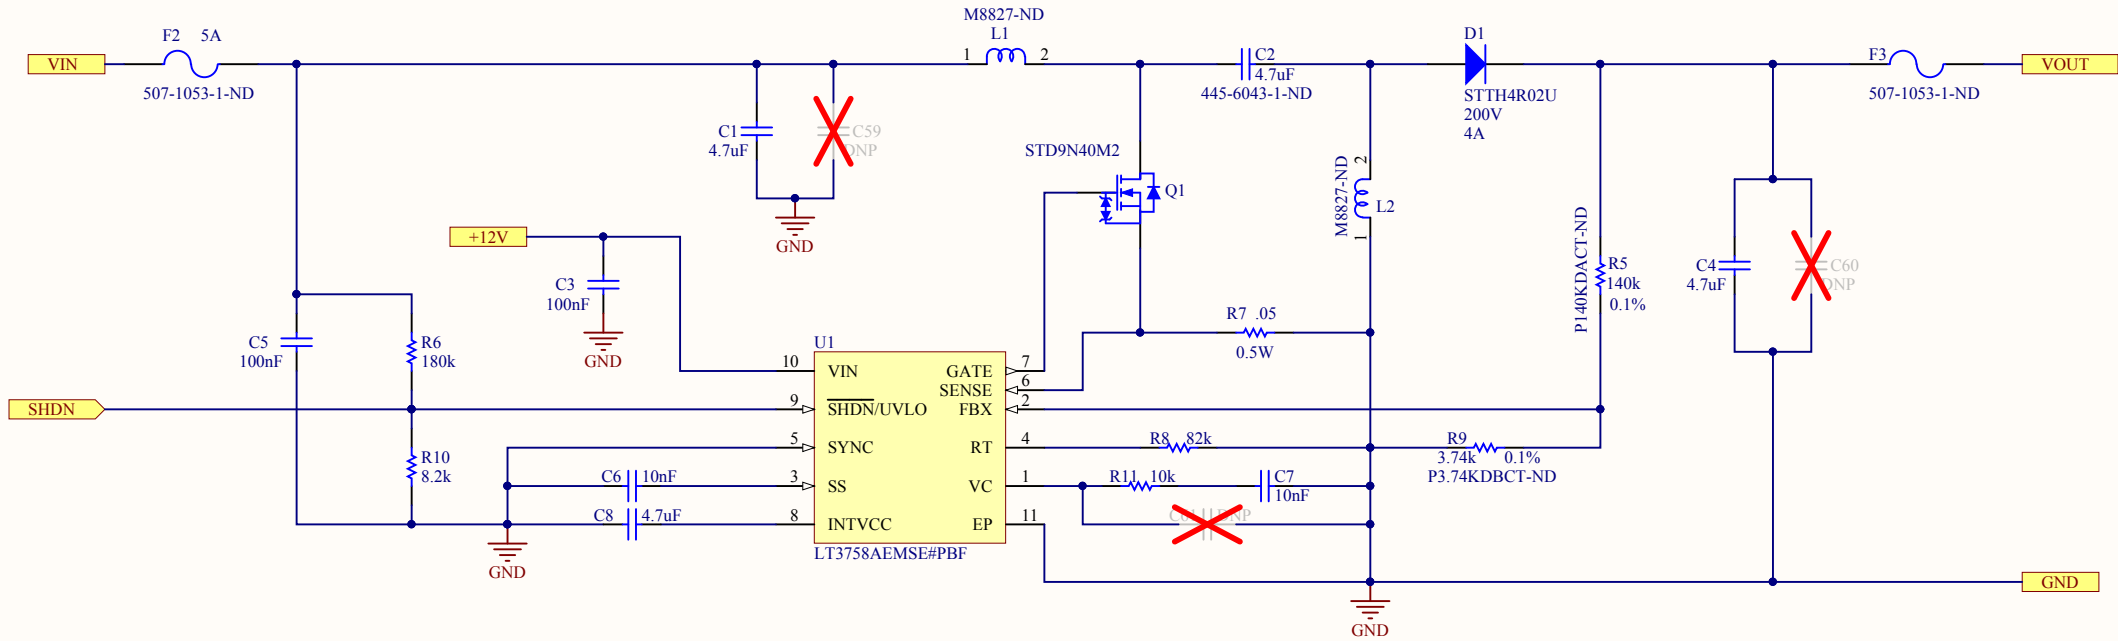 M8827-ND
F2 5A
L1
D1
VIN
1
2
C2
4.7uF
F3
VOUT
507-1053-1-ND
445-6043-1-ND
STTH4R02U
200V
4A
507-1053-1-ND
C1
4.7uF
C59
DNP
STD9N40M2
Q1
M8827-ND
2
L2
1
GND
+12V
C3
100nF
GND
P140KDACT-ND
R5
140k
0.1%
C4
4.7uF
C60
DNP
R7 .05
0.5W
C5
100nF
R6
180k
U1
10 VIN
GATE 7
SENSE 6
SHDN
9 SHDN/UVLO
FBX 2
5 SYNC
RT 4
R8 82k
R9
3.74k 0.1%
P3.74KDBCT-ND
R10
8.2k
C6 10nF
3 SS
VC 1
R11 10k
C7
10nF
C8 4.7uF
8 INTVCC
EP 11
DNP
LT3758AEMSE#PBF
GND
GND
GND